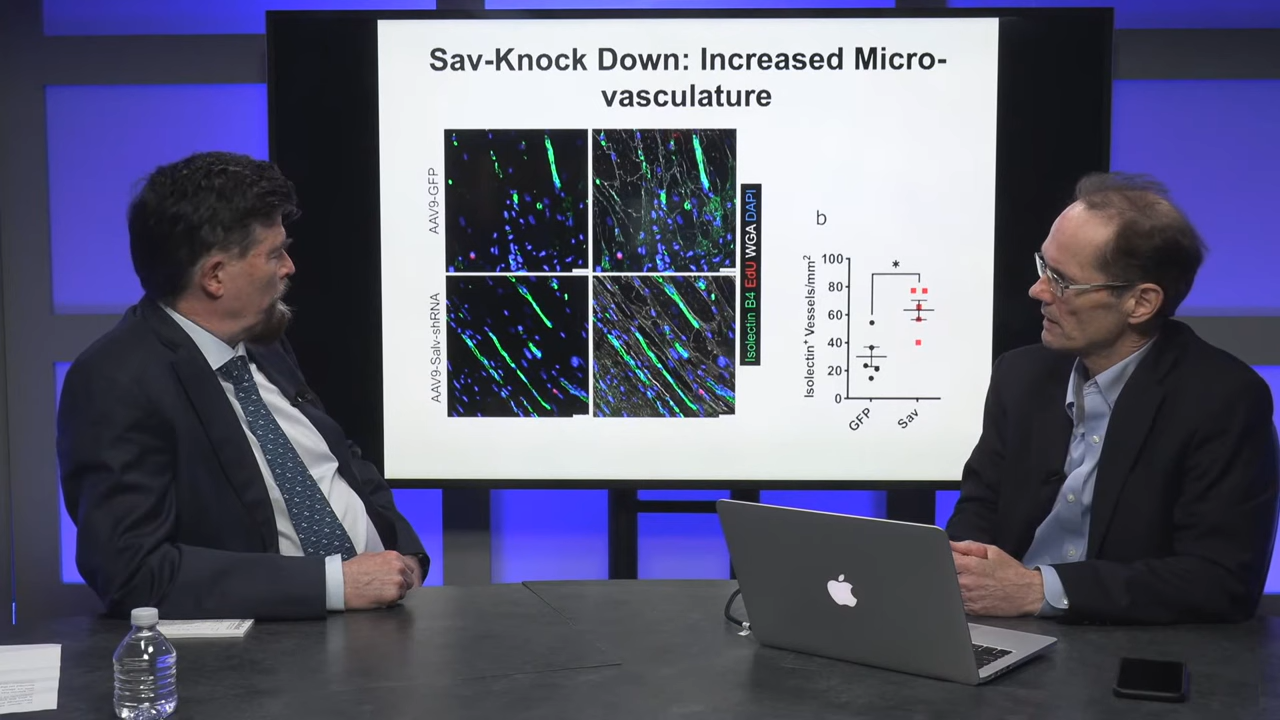 Sav-Knock Down: Increased Micro-
vasculature
AAV9-GFP
AAV9-Salv-shRNA
Isolectin B4 EdU WGA DAPI
b
Isolectin⁺ Vessels/mm²
100
80
60
40
20
0
*
GFP
Sav